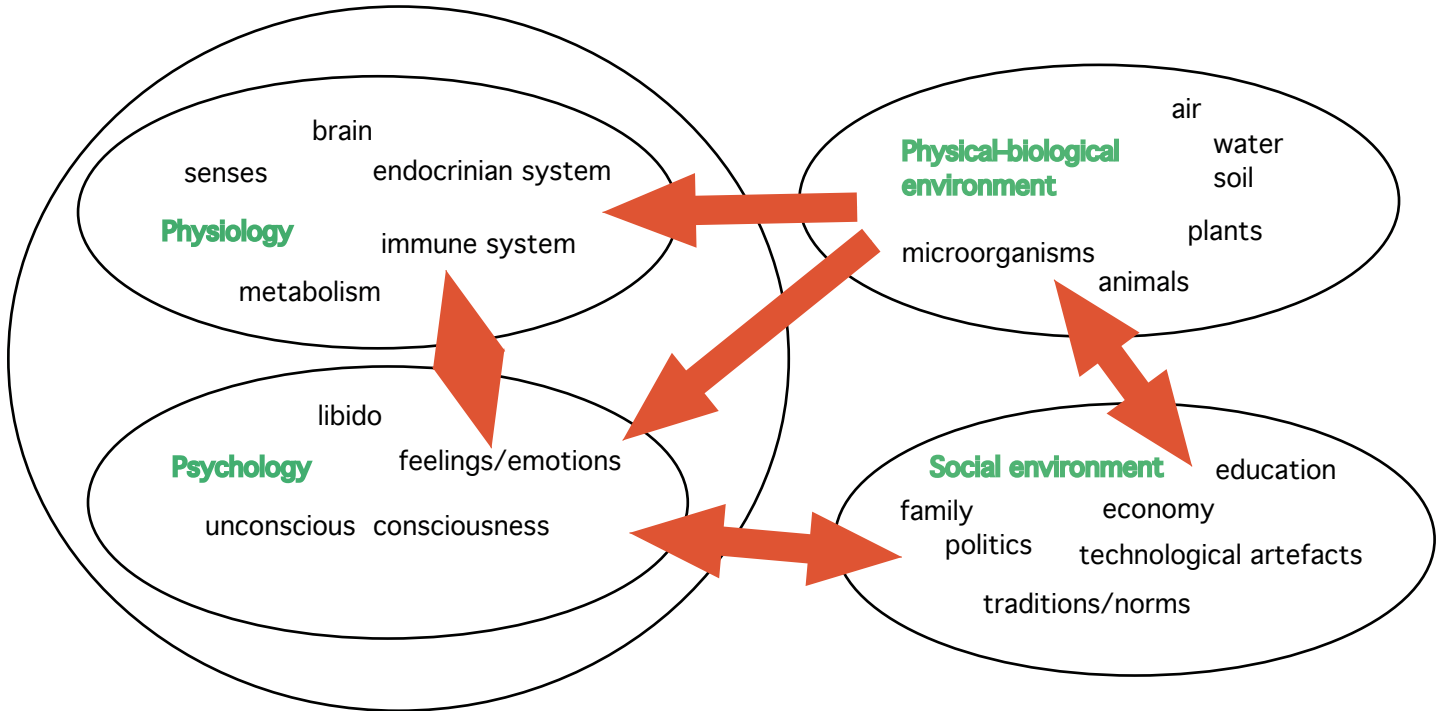 brain
senses
endocrinian system
Physiology
immune system
metabolism
libido
Psychology
feelings/emotions
unconscious consciousness
air
Physical-biological
environment
water
soil
plants
microorganisms
animals
Social environment
education
family
economy
politics
technological artefacts
traditions/norms